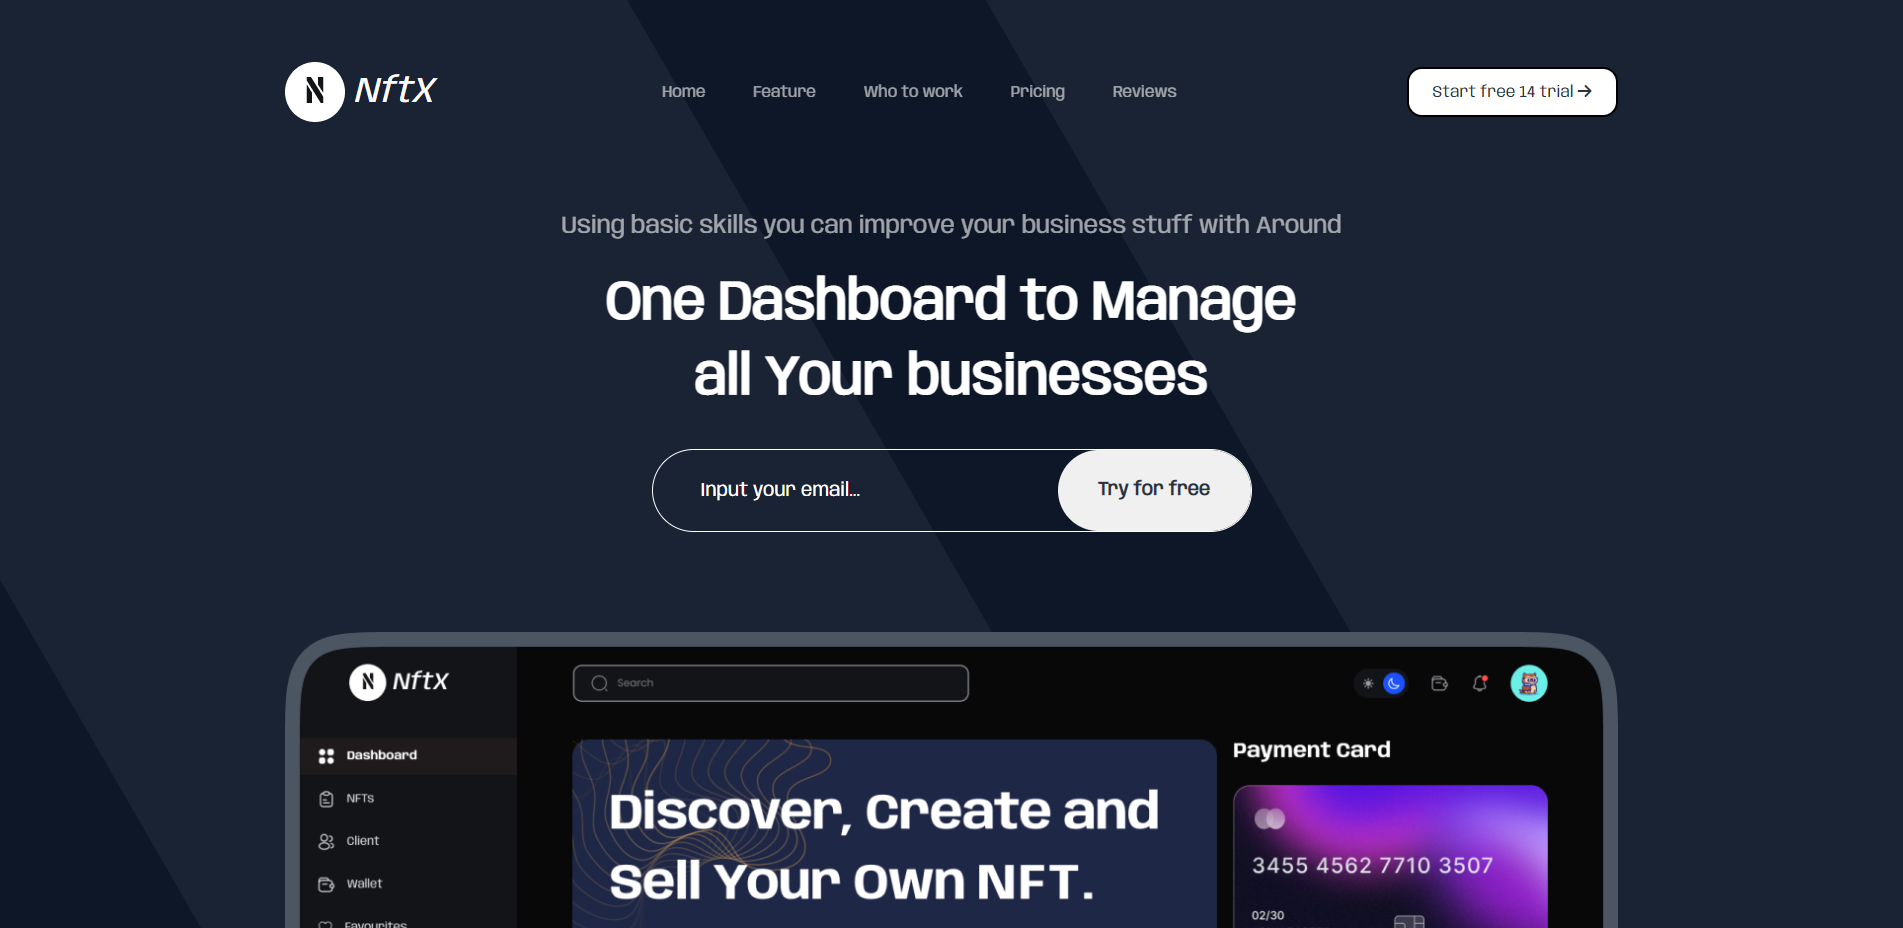 N NftX
Home Feature Who to work Pricing Reviews
Start free 14 trial →
Using basic skills you can improve your business stuff with Around
One Dashboard to Manage
all Your businesses
Input your email...
Try for free
N NftX
Search
Dashboard
NFTs
Client
Wallet
Favourites
Discover, Create and
Sell Your Own NFT.
Payment Card
3455 4562 7710 3507
02/30